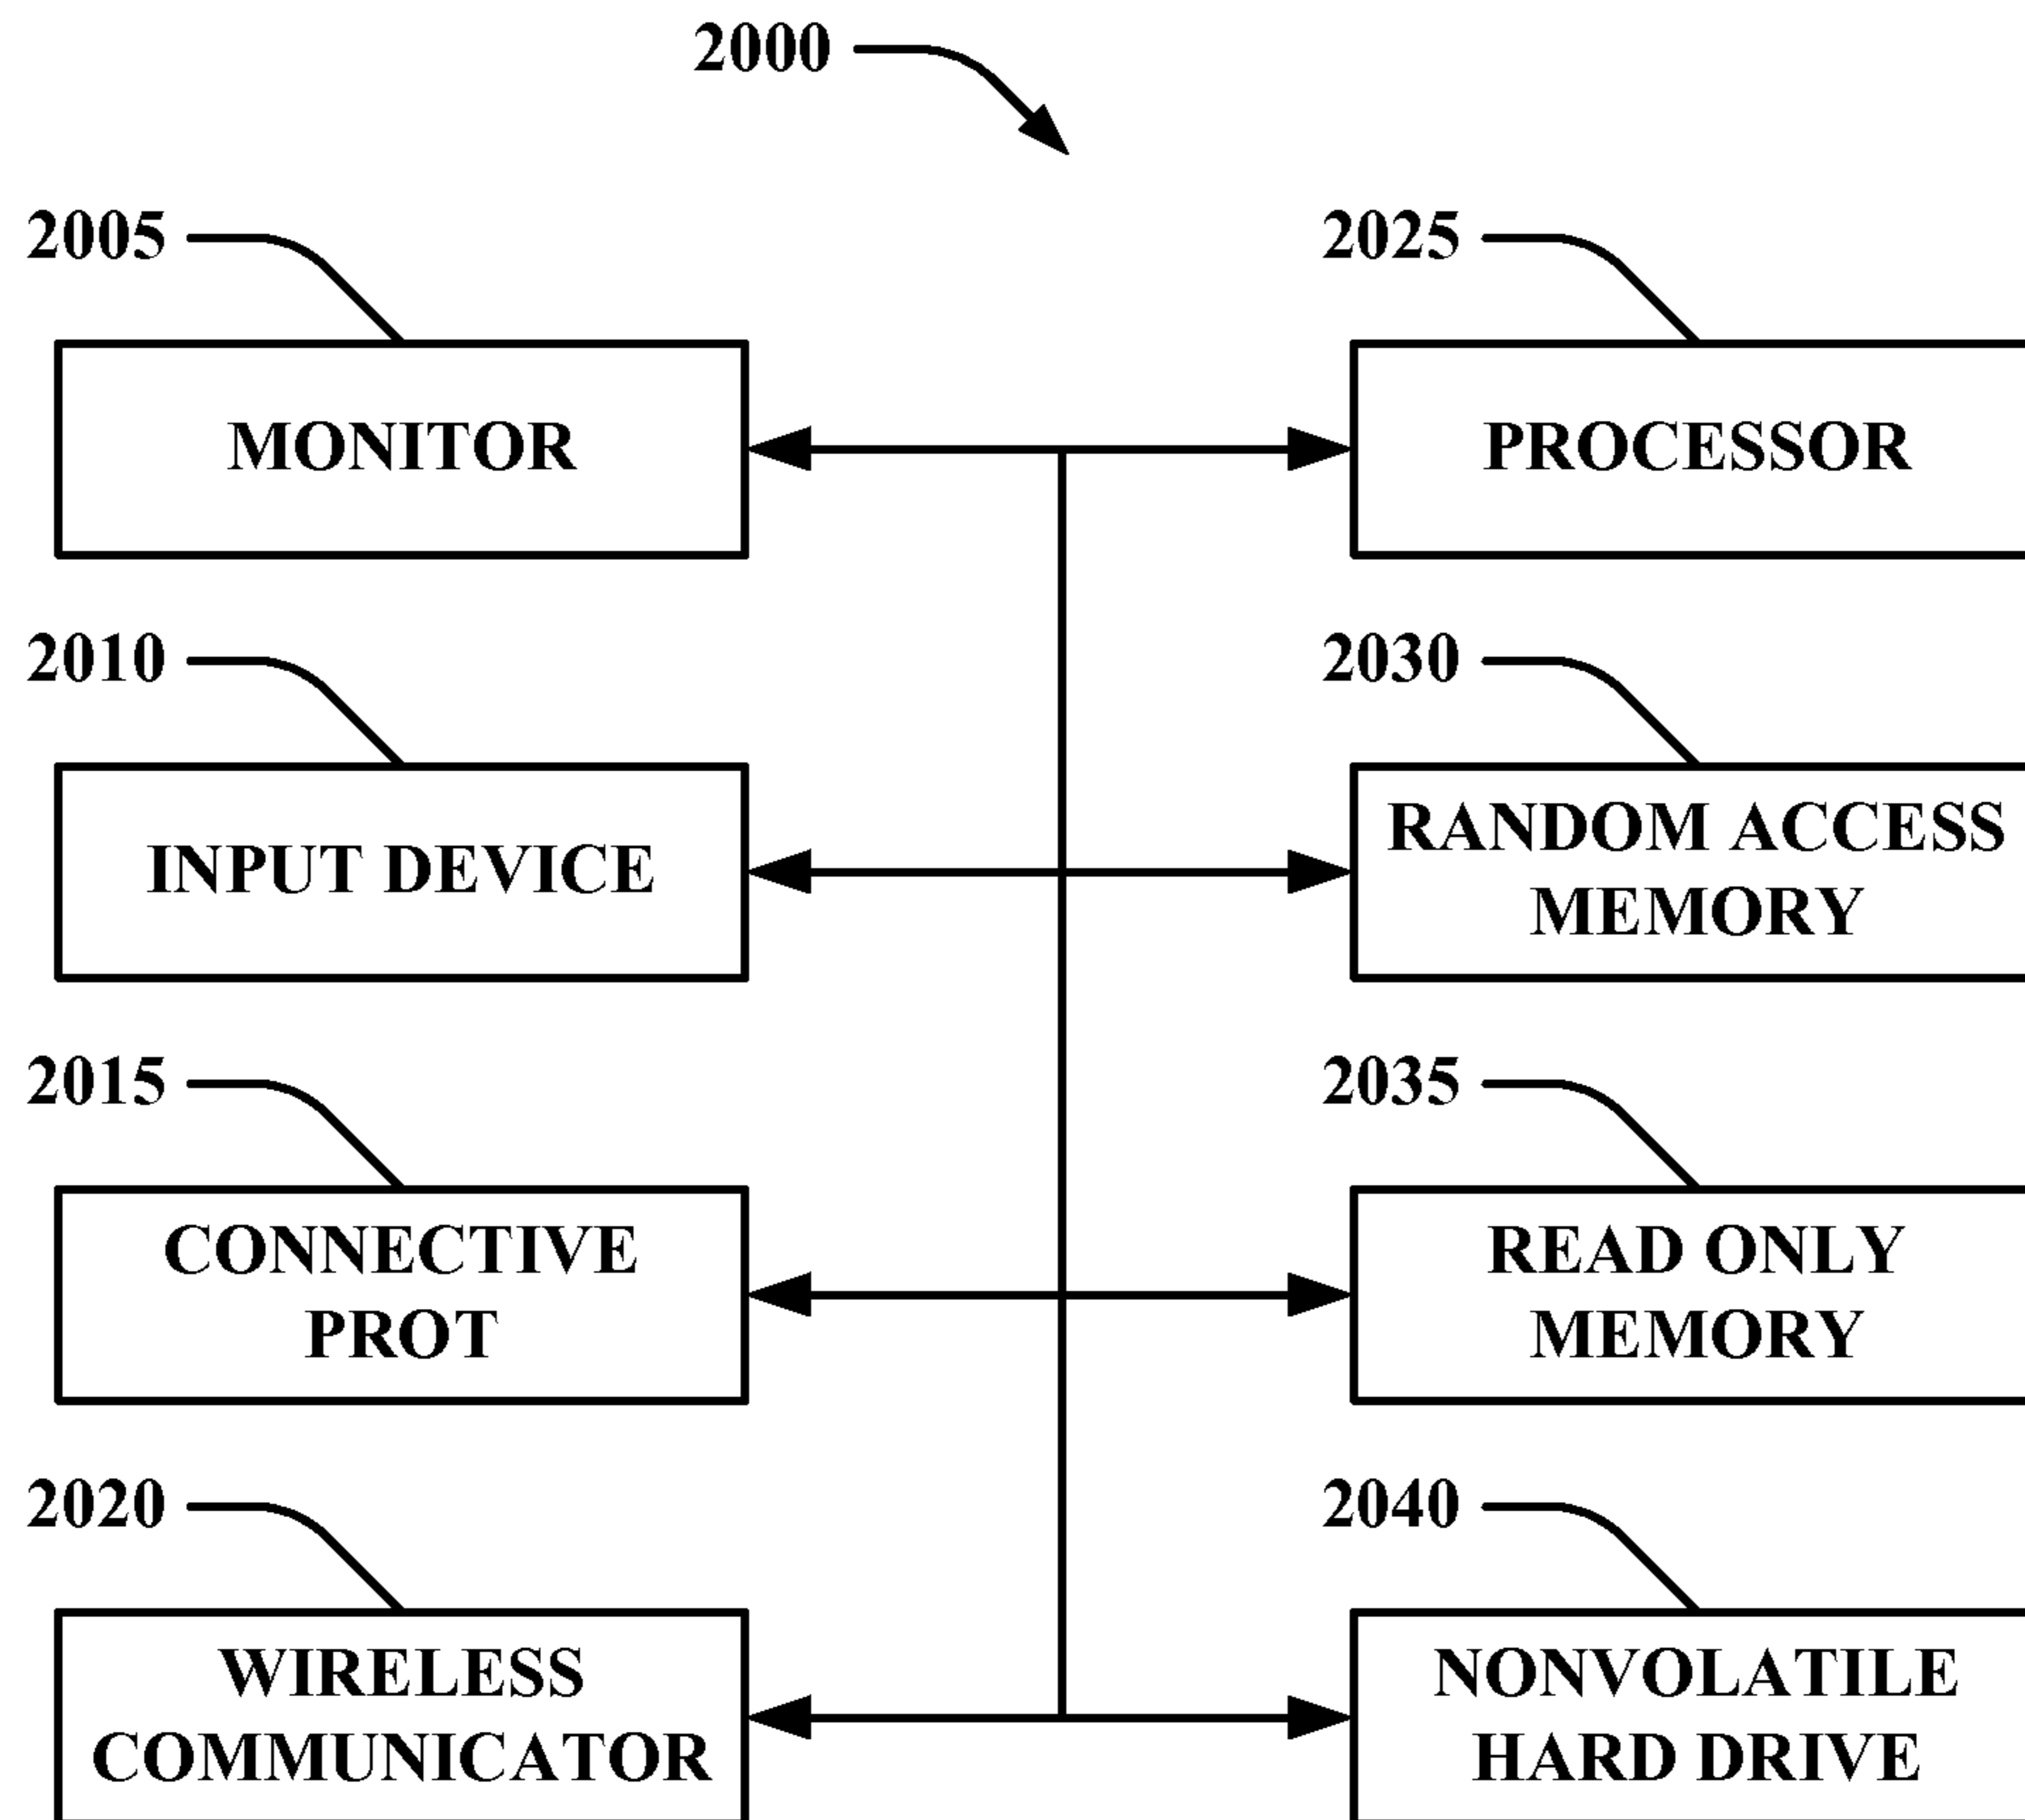 2000
2005
2025
MONITOR
PROCESSOR
2010
2030
INPUT DEVICE
RANDOM ACCESS
MEMORY
2015
2035
CONNECTIVE
PROT
READ ONLY
MEMORY
2020
2040
WIRELESS
COMMUNICATOR
NONVOLATILE
HARD DRIVE